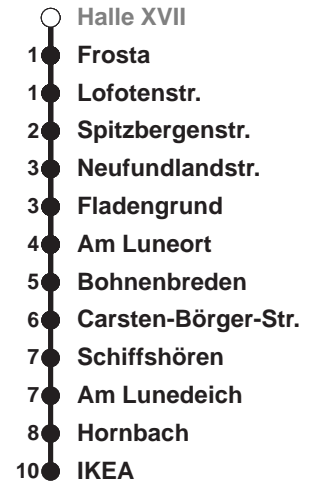 Halle XVII
1 Frosta
1 Lofotenstr.
2 Spitzbergenstr.
3 Neufundlandstr.
3 Fladengrund
4 Am Luneort
5 Bohnenbreden
6 Carsten-Börger-Str.
7 Schiffshören
7 Am Lunedeich
8 Hornbach
10 IKEA